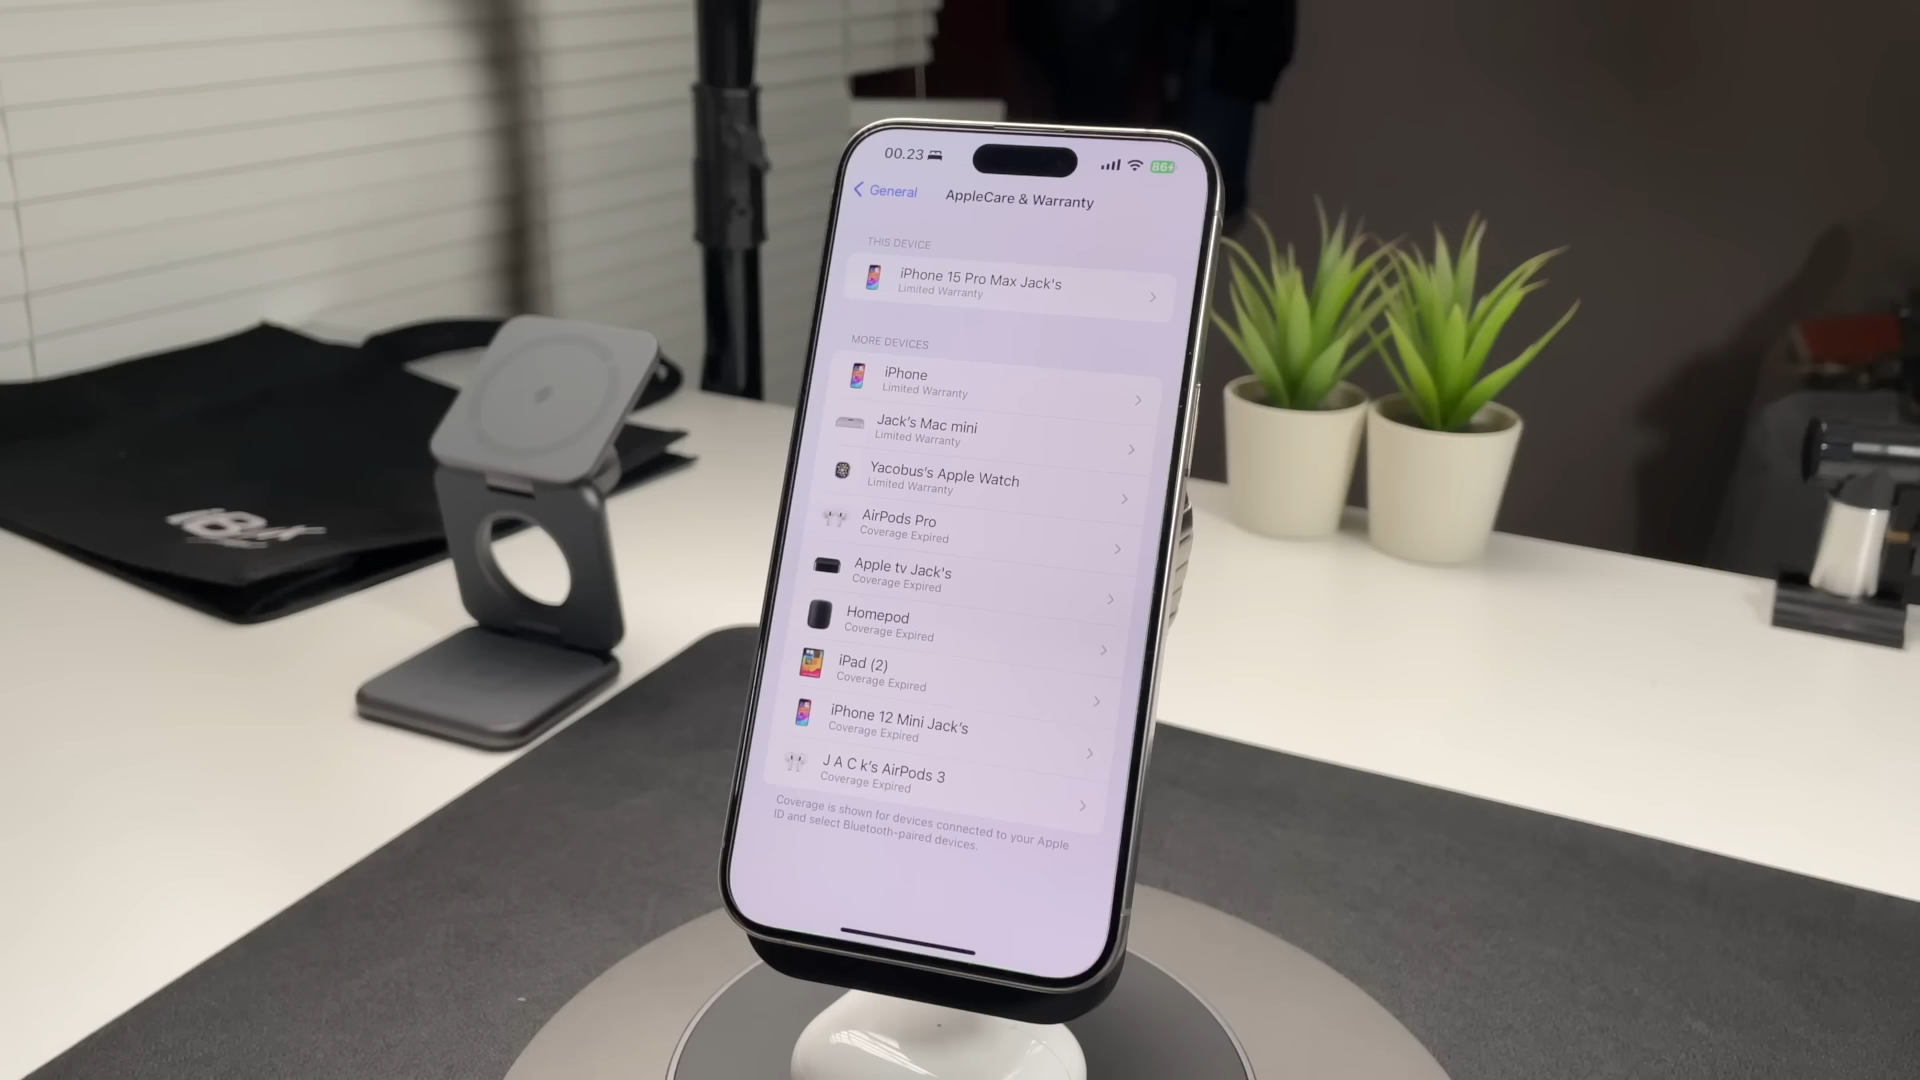 00.23
86
General
AppleCare & Warranty
THIS DEVICE
iPhone 15 Pro Max Jack's
Limited Warranty
MORE DEVICES
iPhone
Limited Warranty
Jack's Mac mini
Limited Warranty
Yacobus's Apple Watch
Limited Warranty
AirPods Pro
Coverage Expired
Apple tv Jack's
Coverage Expired
Homepod
Coverage Expired
iPad (2)
Coverage Expired
iPhone 12 Mini Jack's
Coverage Expired
J A C k's AirPods 3
Coverage Expired
Coverage is shown for devices connected to your Apple
ID and select Bluetooth-paired devices.